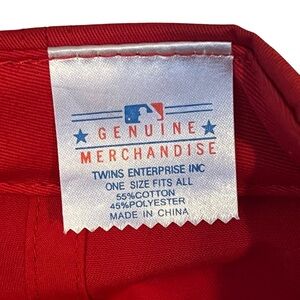 GENUINE
MERCHANDISE
TWINS ENTERPRISE INC
ONE SIZE FITS ALL
55%COTTON
45%POLYESTER
MADE IN CHINA